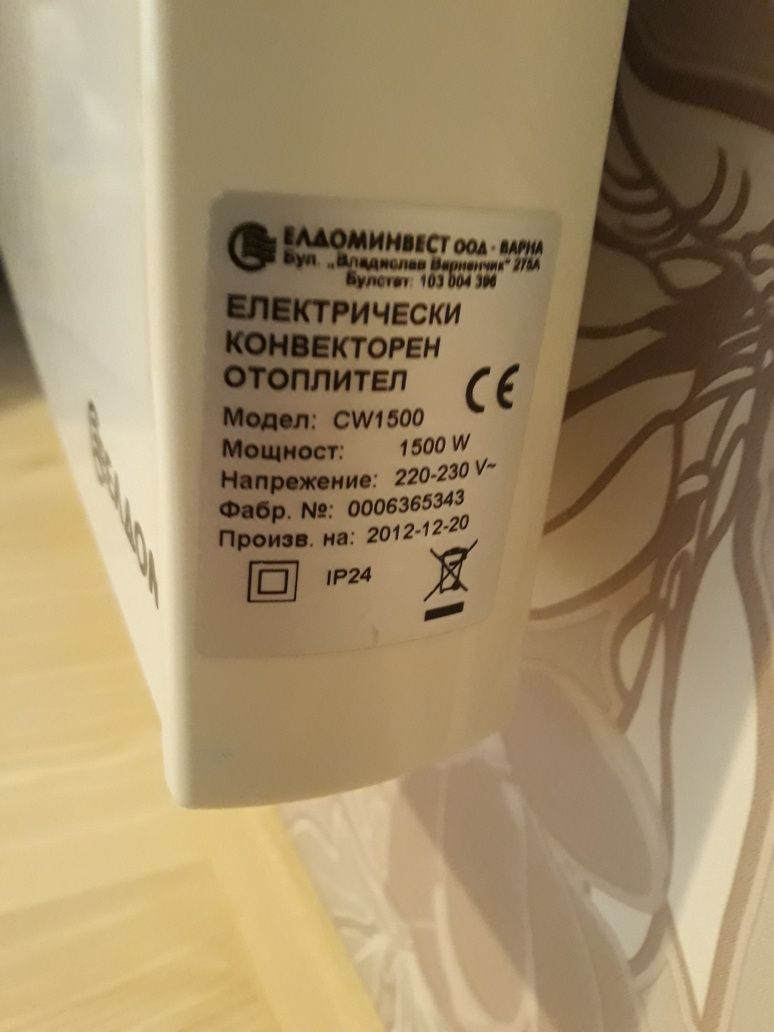 ЕЛДОМИНВЕСТ ООД - ВАРНА
Бул. „Владислав Варненчик" 275А
Булстат: 103 004 396
ЕЛЕКТРИЧЕСКИ
КОНВЕКТОРЕН
ОТОПЛИТЕЛ
CE
Модел: CW1500
Мощност: 1500 W
Напрежение: 220-230 V~
Фабр. №: 0006365343
Произв. на: 2012-12-20
IP24
ЕЛДОМ